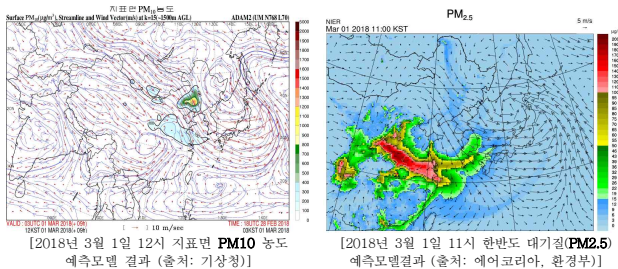 지표면PM10농도
Surface PM10(μg/m³), Streamline and Wind Vector(m/s) at k=15(~1500m AGL)
ADAM2 (UM N768 L70)
VALID : 03UTC 01 MAR 2018(+09h)
12KST 01 MAR 2018(+09h)
[ → ] 10 m/sec
TIME : 18UTC 28 FEB 2018
03KST 01 MAR 2018
PM2.5
NIER
Mar 01 2018 11:00 KST
5 m/s
[2018년 3월 1일 12시 지표면 PM10 농도
예측모델 결과 (출처: 기상청)]
[2018년 3월 1일 11시 한반도 대기질(PM2.5)
예측모델결과 (출처: 에어코리아, 환경부)]